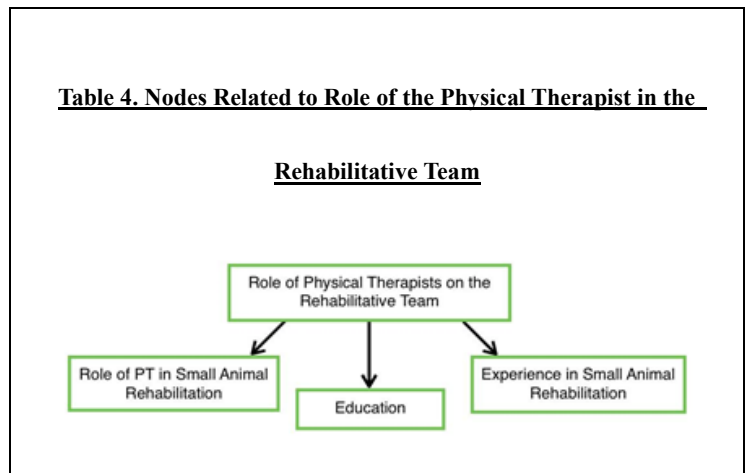 Table 4. Nodes Related to Role of the Physical Therapist in the
Rehabilitative Team
Role of Physical Therapists on the
Rehabilitative Team
Role of PT in Small Animal
Rehabilitation
Education
Experience in Small Animal
Rehabilitation